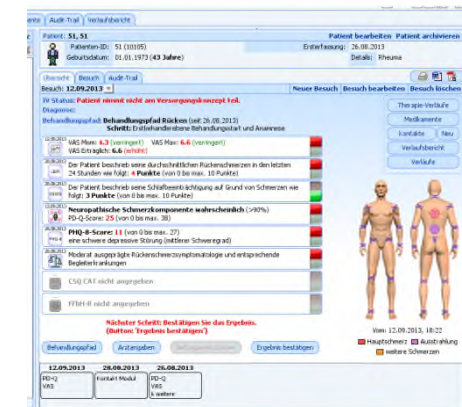 Audit-Trail Verlaufsbericht
Patient: 51, 51
Patient bearbeiten Patient archivieren
Patienten-ID: 51 (10105)
Ersterfassung: 26.08.2013
Geburtsdatum: 01.01.1973 (43 Jahre)
Details: Rheuma
Übersicht Besuch Audit-Trail
Besuch: 12.09.2013
Neuer Besuch Besuch bearbeiten Besuch löschen
IV Status: Patient nimmt nicht am Versorgungskonzept teil.
Diagnose:
Behandlungspfad: Behandlungspfad Rücken (seit 26.08.2013)
Schritt: Erstbehandlerebene Behandlungsstart und Anamnese
Therapie-Verläufe
Medikamente
Kontakte Neu
Verlaufsbericht
Verläufe
VAS Mom: 6.3 (verringert) VAS Max: 6.6 (verringert)
VAS Erträglich: 6.6 (erhöht)
Der Patient beschrieb seine durchschnittlichen Rückenschmerzen in den letzten
24 Stunden wie folgt: 4 Punkte (von 0 bis max. 10 Punkte)
Der Patient beschrieb seine Schlafbeeinträchtigung auf Grund von Schmerzen wie
folgt: 3 Punkte (von 0 bis max. 10 Punkte)
Neuropathische Schmerzkomponente wahrscheinlich (>90%)
PD-Q-Score: 25 (von 0 bis max. 38)
PHQ-8-Score: 11 (von 0 bis max. 27)
eine schwere depressive Störung (mittlerer Schweregrad)
Moderat ausgeprägte Rückenschmerzsymptomatologie und entsprechende
Begleiterkrankungen
CSQ CAT nicht angegeben
FFbH-R nicht angegeben
Nächster Schritt: Bestätigen Sie das Ergebnis.
(Button: 'Ergebnis bestätigen')
Vom: 12.09.2013, 18:22
Hauptschmerz Ausstrahlung
weitere Schmerzen
Behandlungspfad Arztangaben Ergebnis bestätigen
12.09.2013 28.08.2013 26.08.2013
PD-Q Kontakt Modul PD-Q
VAS VAS
6 weitere